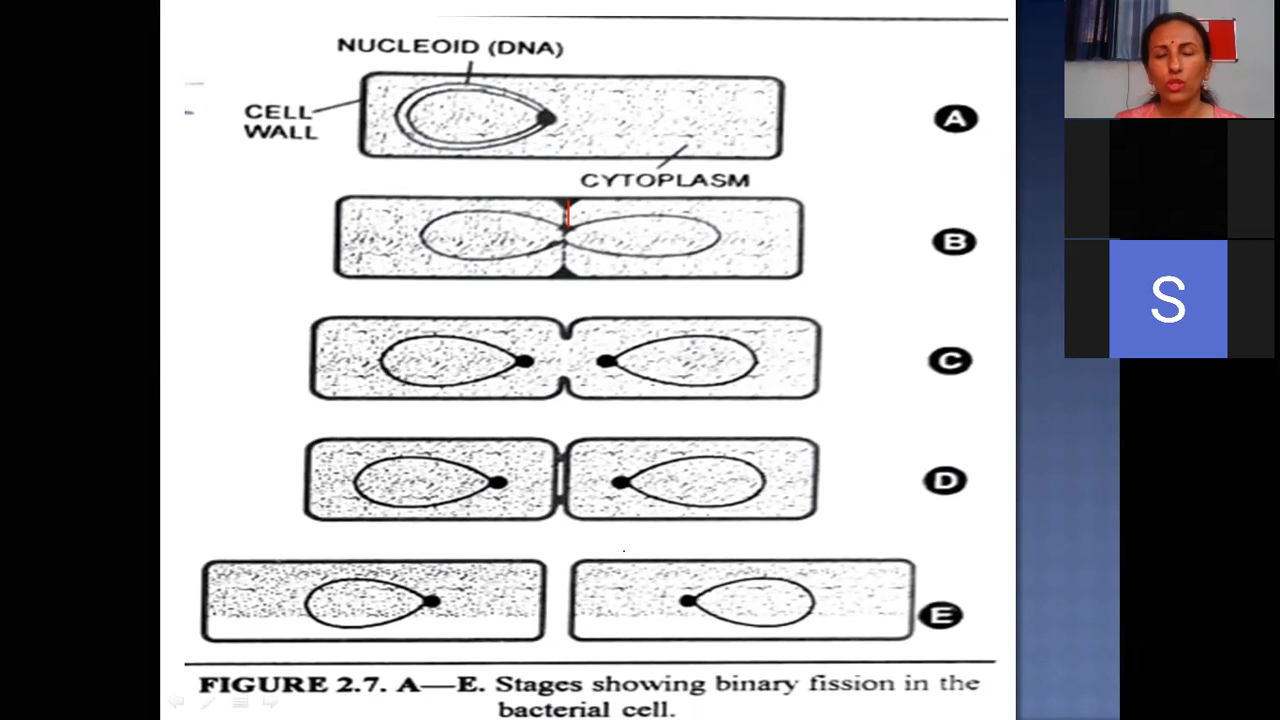 NUCLEOID (DNA)
CELL
WALL
A
CYTOPLASM
B
C
D
E
FIGURE 2.7. A—E. Stages showing binary fission in the
bacterial cell.
S